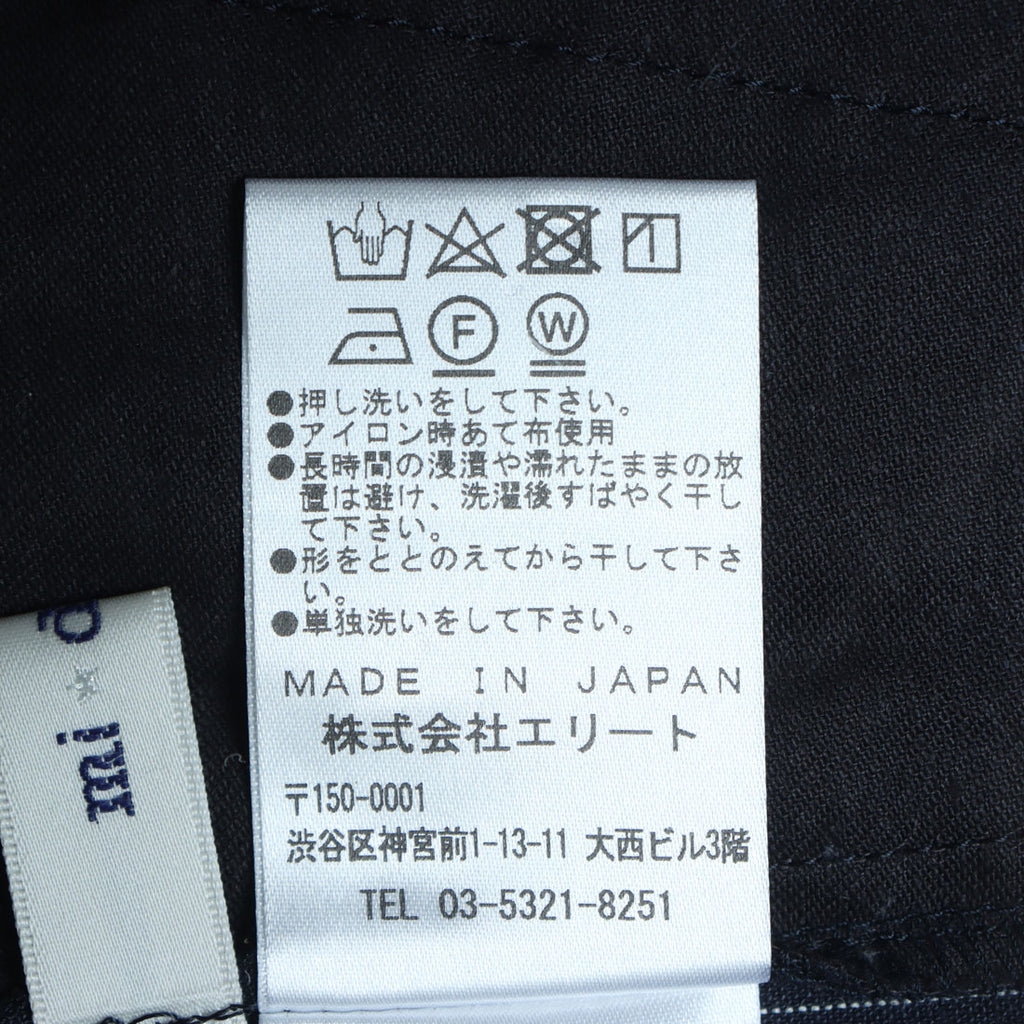 F
W
●押し洗いをして下さい。
●アイロン時あて布使用
●長時間の浸漬や濡れたままの放
置は避け、洗濯後すばやく干し
て下さい。
●形をととのえてから干して下さ
い。
●単独洗いをして下さい。
MADE IN JAPAN
株式会社エリート
〒150-0001
渋谷区神宮前1-13-11 大西ビル3階
TEL 03-5321-8251